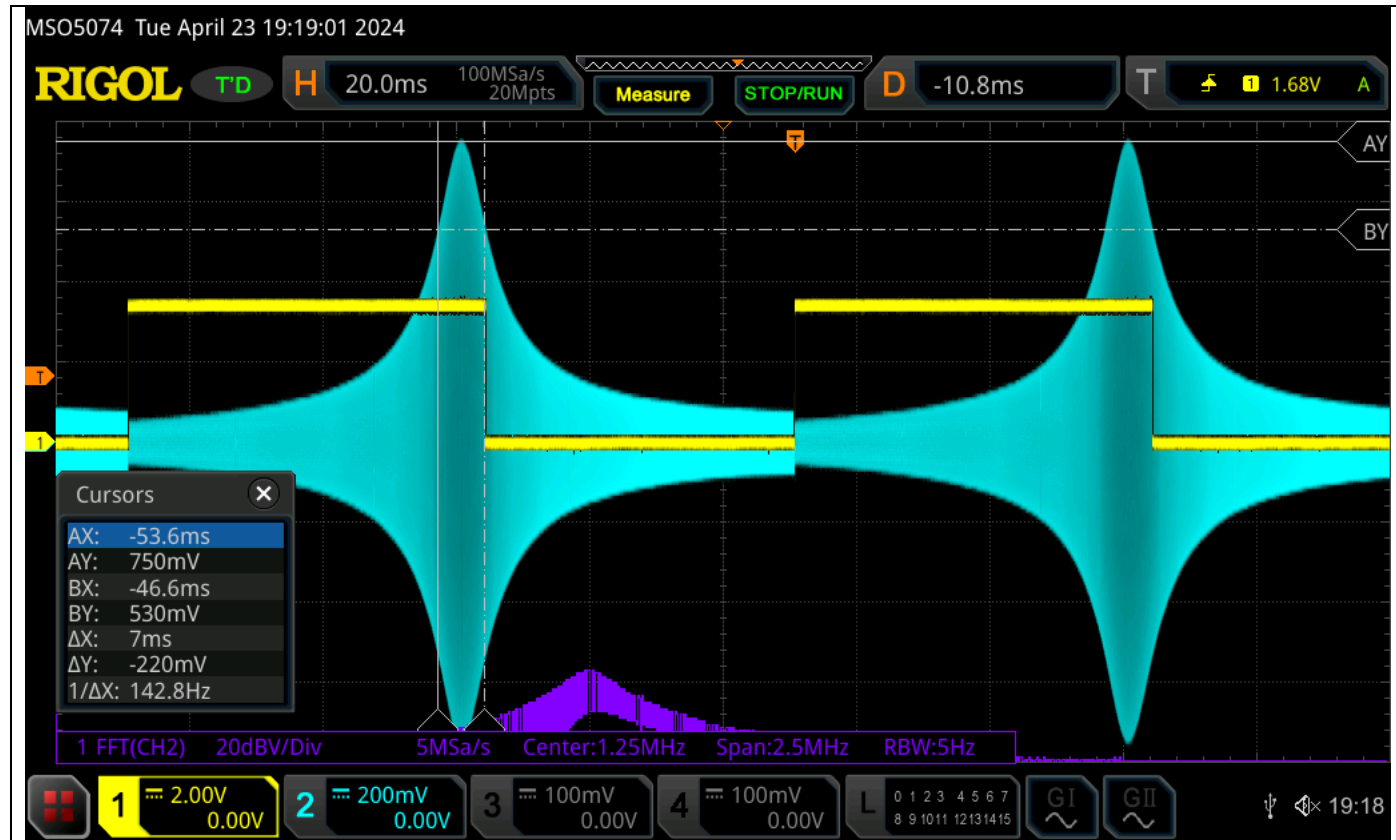 MSO5074 Tue April 23 19:19:01 2024
RIGOL T'D H 20.0ms 100MSa/s 20Mpts Measure STOP/RUN D -10.8ms T 1 1.68V A
T
AY
BY
T
1
Cursors
AX: -53.6ms
AY: 750mV
BX: -46.6ms
BY: 530mV
ΔX: 7ms
ΔY: -220mV
1/ΔX: 142.8Hz
1 FFT(CH2) 20dBV/Div 5MSa/s Center:1.25MHz Span:2.5MHz RBW:5Hz
1 2.00V 0.00V 2 200mV 0.00V 3 100mV 0.00V 4 100mV 0.00V L 0 1 2 3 4 5 6 7 8 9 10 11 12 13 14 15 GI GII 19:18